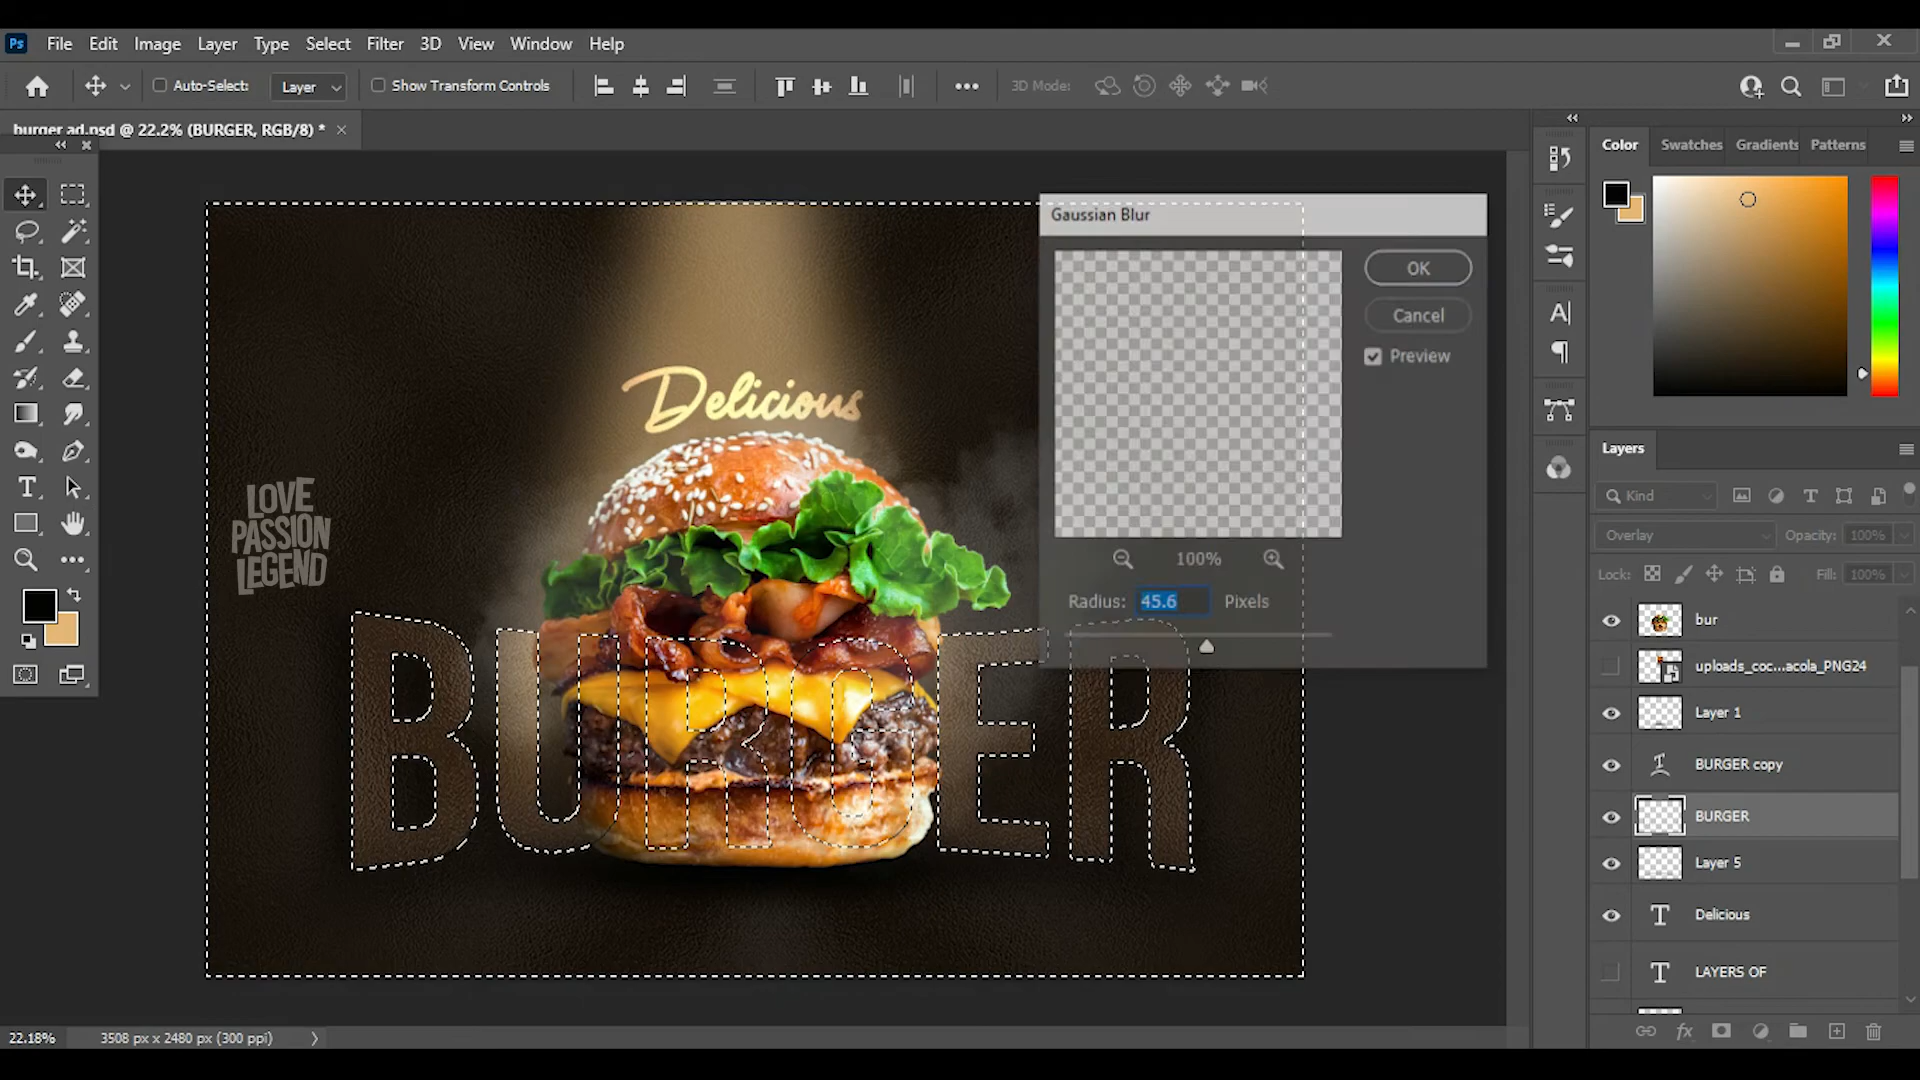 Ps File Edit Image Layer Type Select Filter 3D View Window Help
Auto-Select: Layer Show Transform Controls 3D Mode:
burger ad.psd @ 22.2% (BURGER, RGB/8) *
Color Swatches Gradients Patterns
Gaussian Blur
OK
Cancel
Preview
100%
Radius: 45.6 Pixels
Delicious
LOVE
PASSION
LEGEND
BURGER
Layers
Kind
Overlay Opacity: 100%
Lock: Fill: 100%
bur
uploads_coc...acola_PNG24
Layer 1
BURGER copy
BURGER
Layer 5
Delicious
LAYERS OF
22.18% 3508 px x 2480 px (300 ppi)